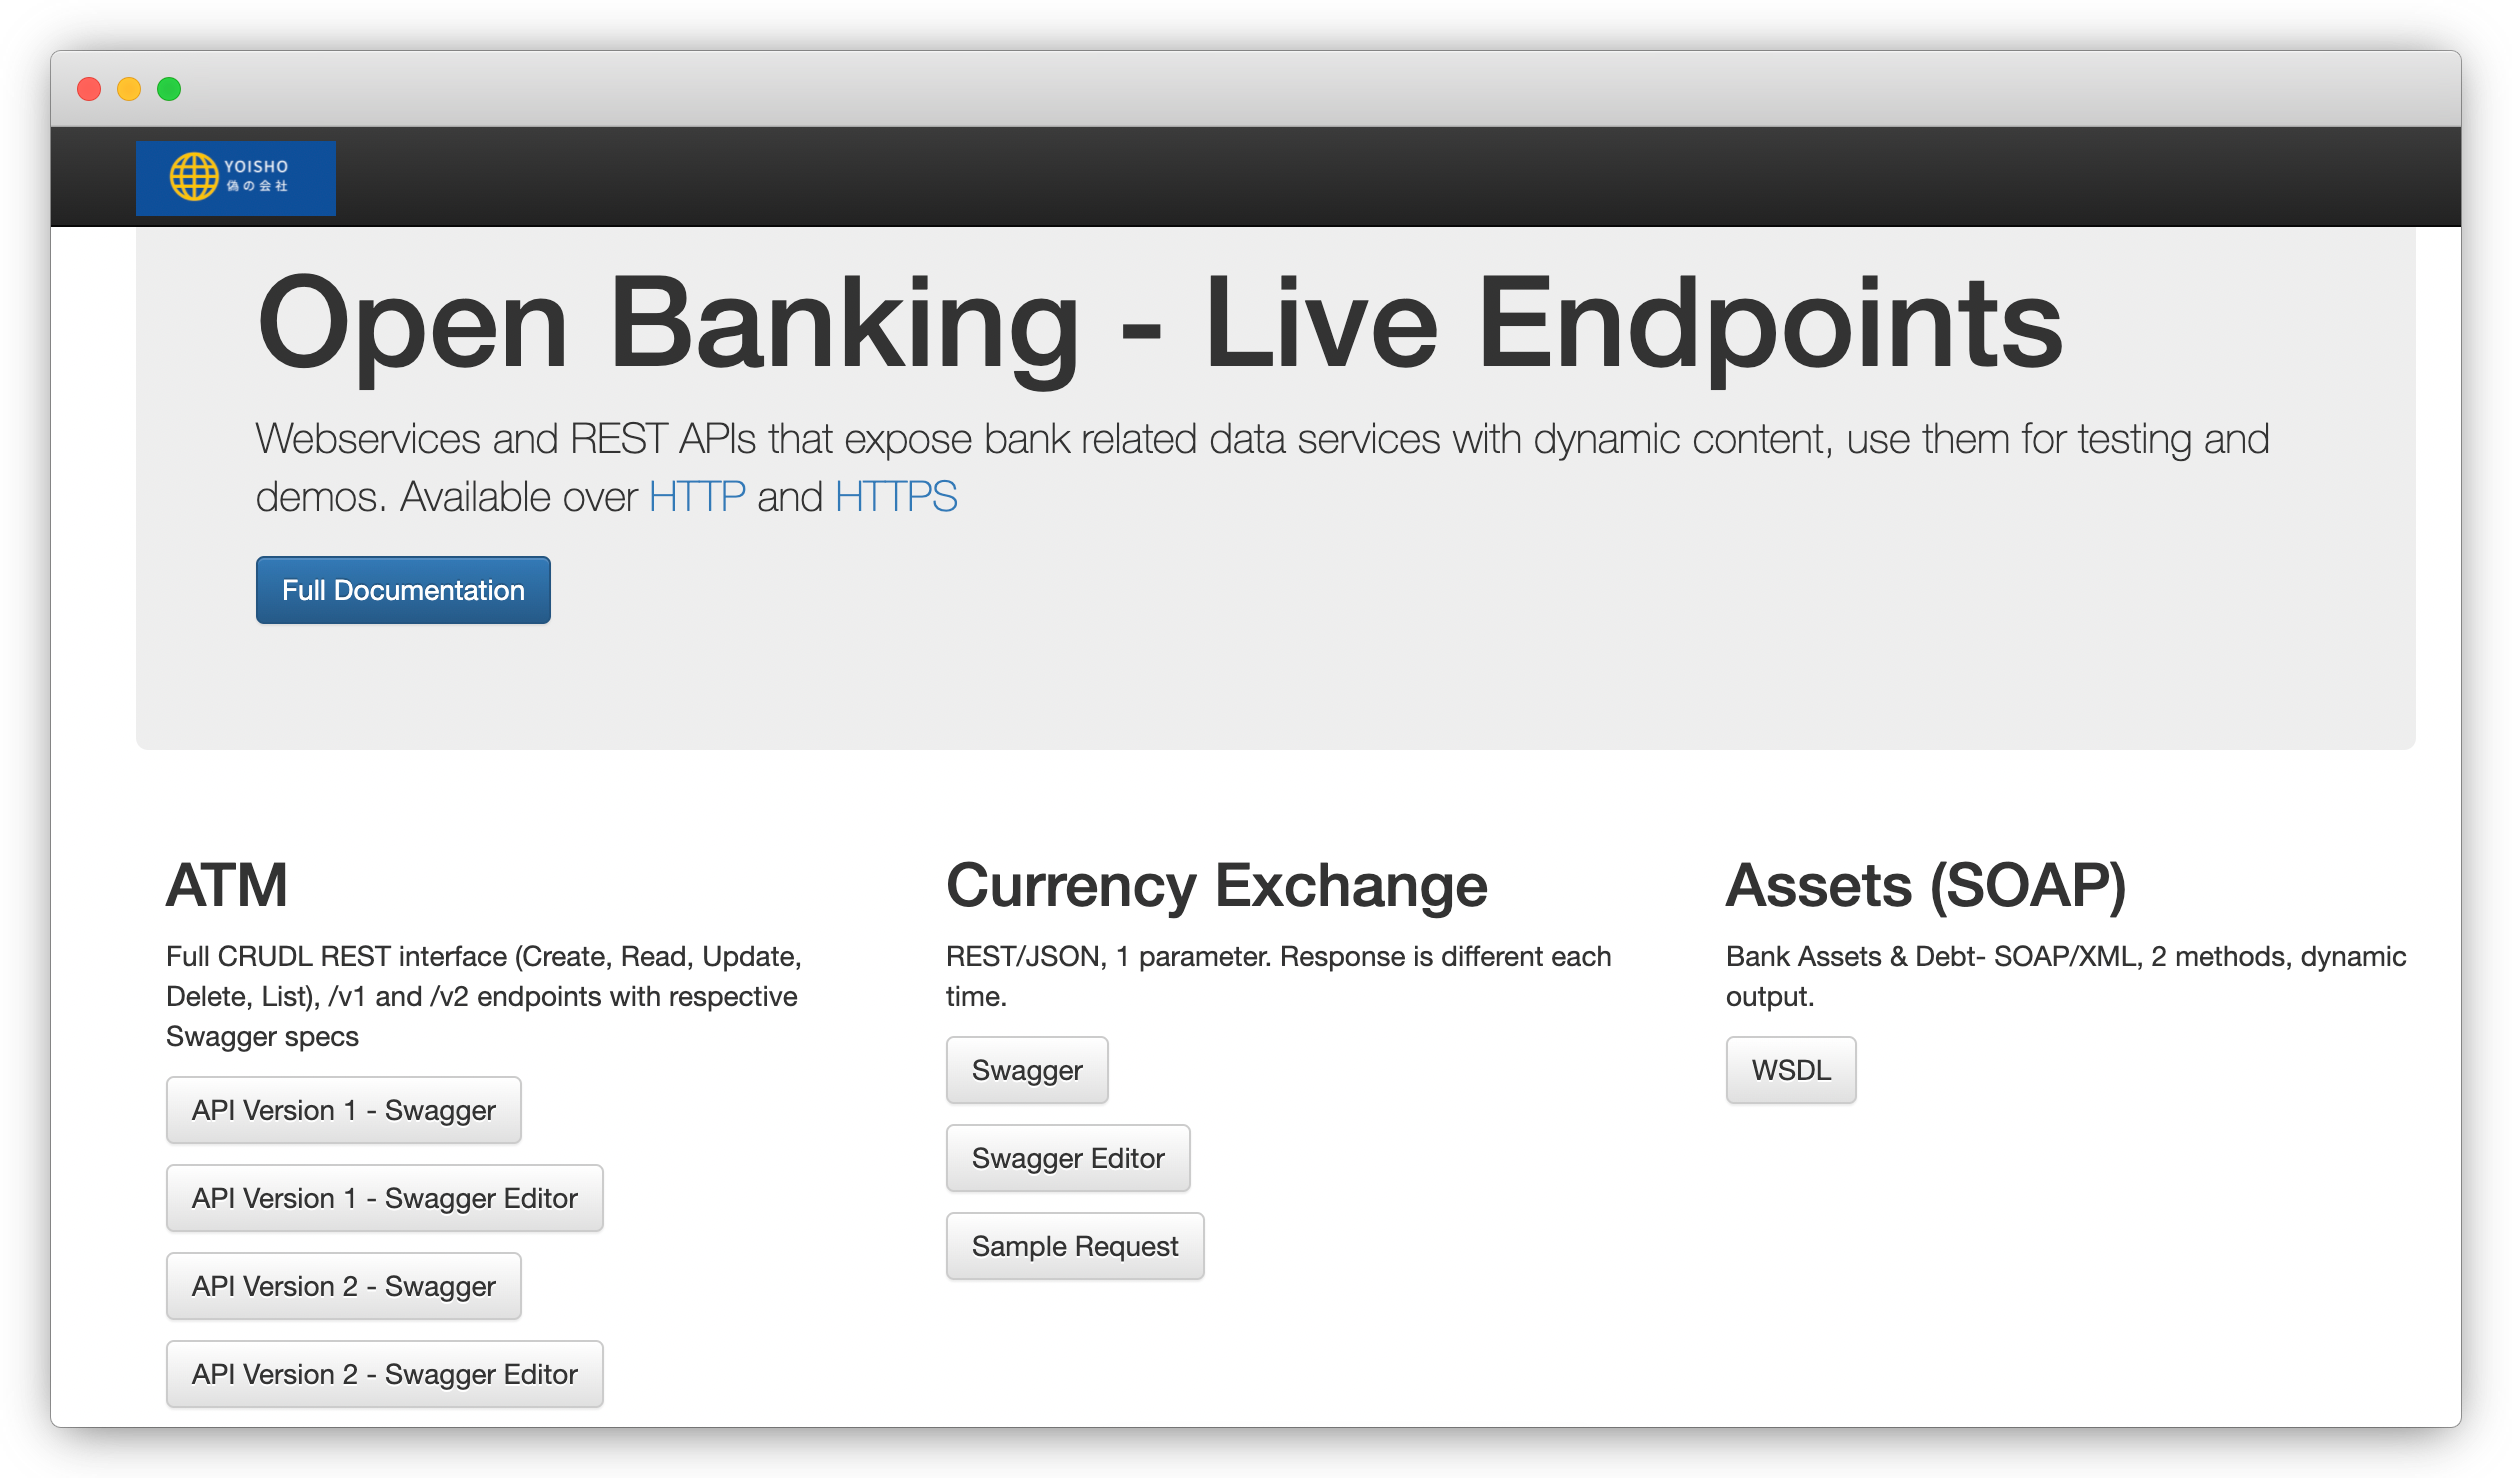 YOISHO
偽の会社
Open Banking - Live Endpoints
Webservices and REST APIs that expose bank related data services with dynamic content, use them for testing and
demos. Available over HTTP and HTTPS
Full Documentation
ATM
Full CRUDL REST interface (Create, Read, Update,
Delete, List), /v1 and /v2 endpoints with respective
Swagger specs
API Version 1 - Swagger
API Version 1 - Swagger Editor
API Version 2 - Swagger
API Version 2 - Swagger Editor
Currency Exchange
REST/JSON, 1 parameter. Response is different each
time.
Swagger
Swagger Editor
Sample Request
Assets (SOAP)
Bank Assets & Debt- SOAP/XML, 2 methods, dynamic
output.
WSDL